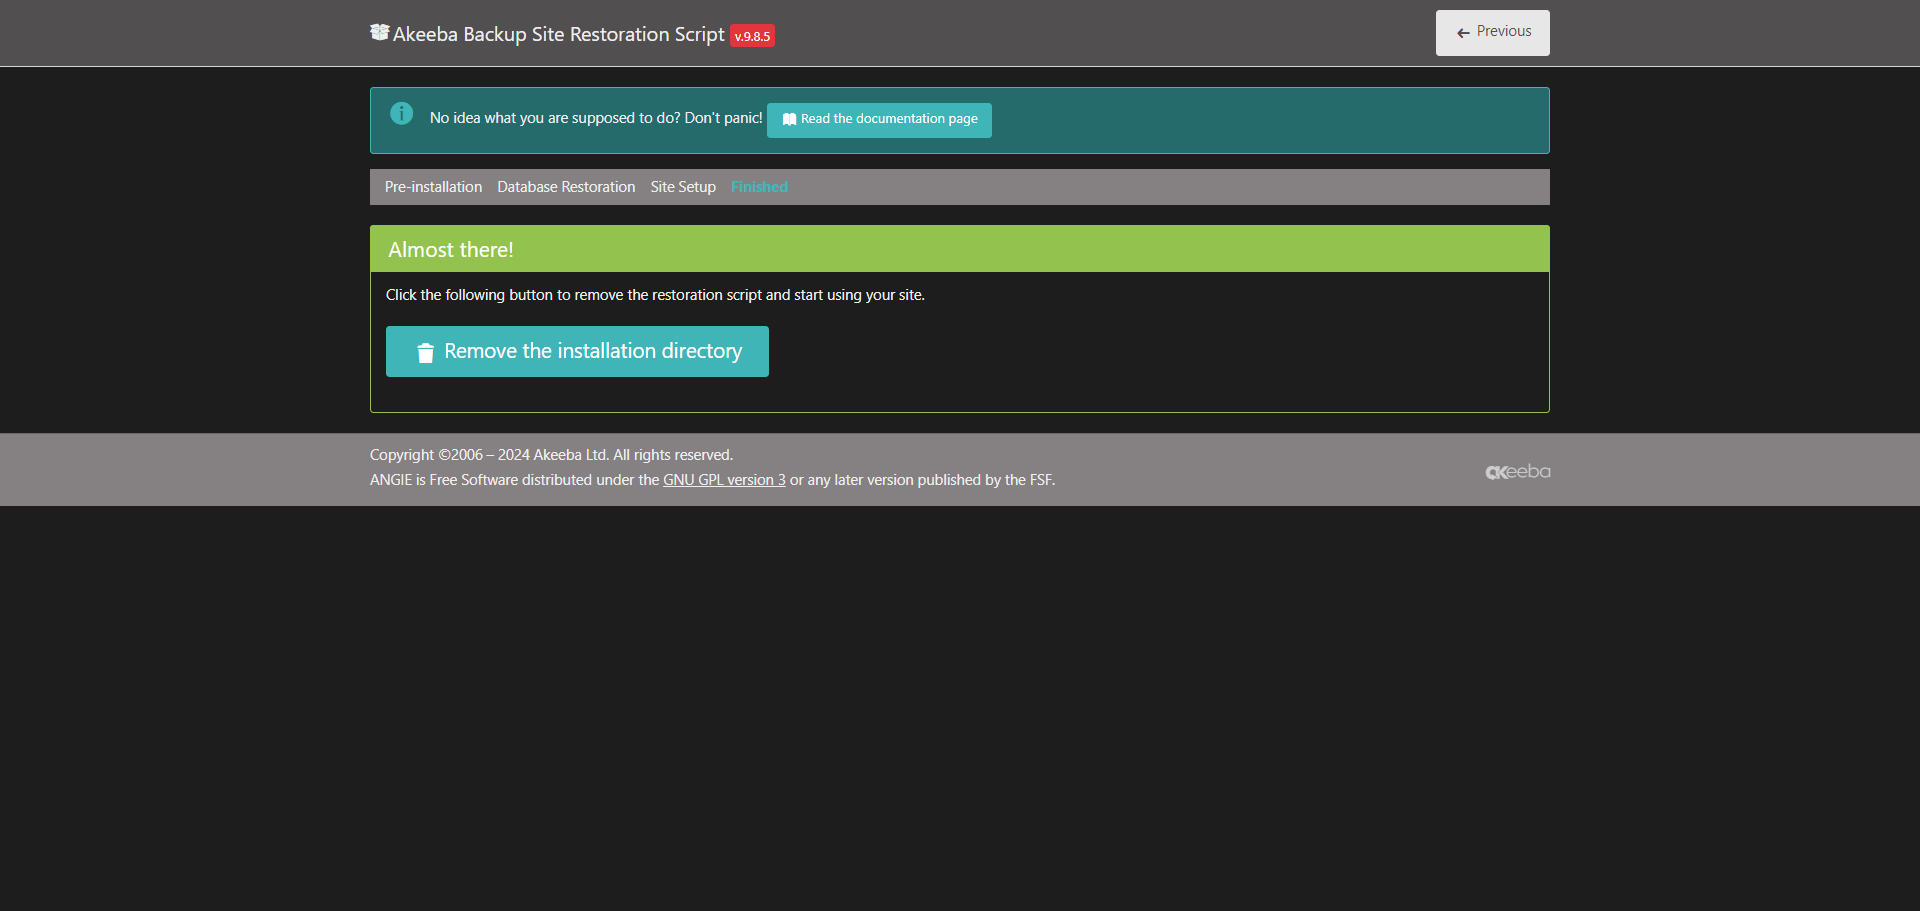 Akeeba Backup Site Restoration Script v.9.8.5
Previous
No idea what you are supposed to do? Don't panic! Read the documentation page
Pre-installation Database Restoration Site Setup Finished
Almost there!
Click the following button to remove the restoration script and start using your site.
Remove the installation directory
Copyright ©2006 – 2024 Akeeba Ltd. All rights reserved.
ANGIE is Free Software distributed under the GNU GPL version 3 or any later version published by the FSF.
akeeba